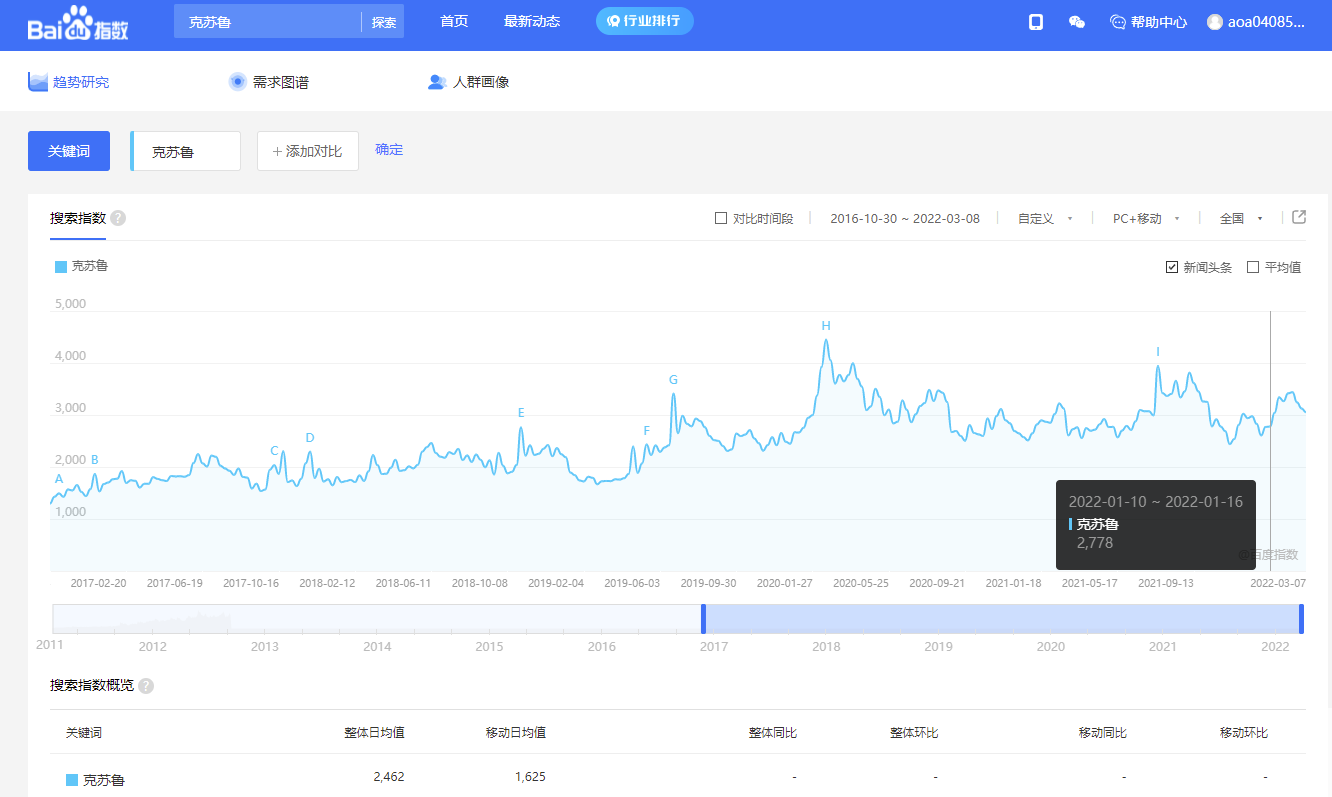 Bai du 指数 克苏鲁 探索 首页 最新动态 行业排行 帮助中心 aoa04085...
趋势研究 需求图谱 人群画像
关键词 克苏鲁 + 添加对比 确定
搜索指数 ? 对比时间段 2016-10-30 ~ 2022-03-08 自定义 PC+移动 全国
克苏鲁 新闻头条 平均值
5,000
H
I
4,000
G
3,000
E
F
D
C
2,000
B
A
1,000
2022-01-10 ~ 2022-01-16
克苏鲁
2,778
@百度指数
2017-02-20 2017-06-19 2017-10-16 2018-02-12 2018-06-11 2018-10-08 2019-02-04 2019-06-03 2019-09-30 2020-01-27 2020-05-25 2020-09-21 2021-01-18 2021-05-17 2021-09-13 2022-03-07
2011 2012 2013 2014 2015 2016 2017 2018 2019 2020 2021 2022
搜索指数概览 ?
关键词 整体日均值 移动日均值 整体同比 整体环比 移动同比 移动环比
克苏鲁 2,462 1,625 - - - -